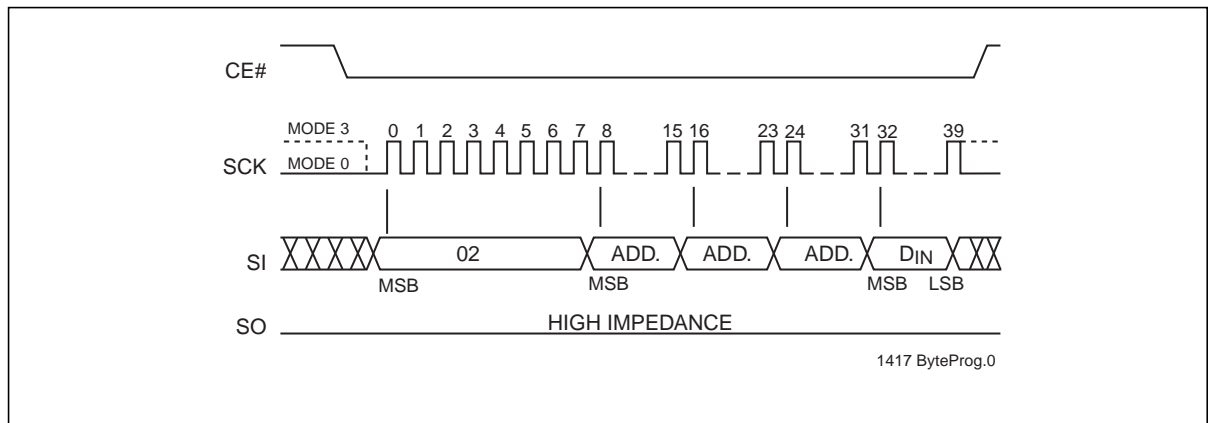 CE#
MODE 3
0 1 2 3 4 5 6 7 8 15 16 23 24 31 32 39
SCK
MODE 0
SI
02 ADD. ADD. ADD. DIN
MSB MSB MSB LSB
SO
HIGH IMPEDANCE
1417 ByteProg.0